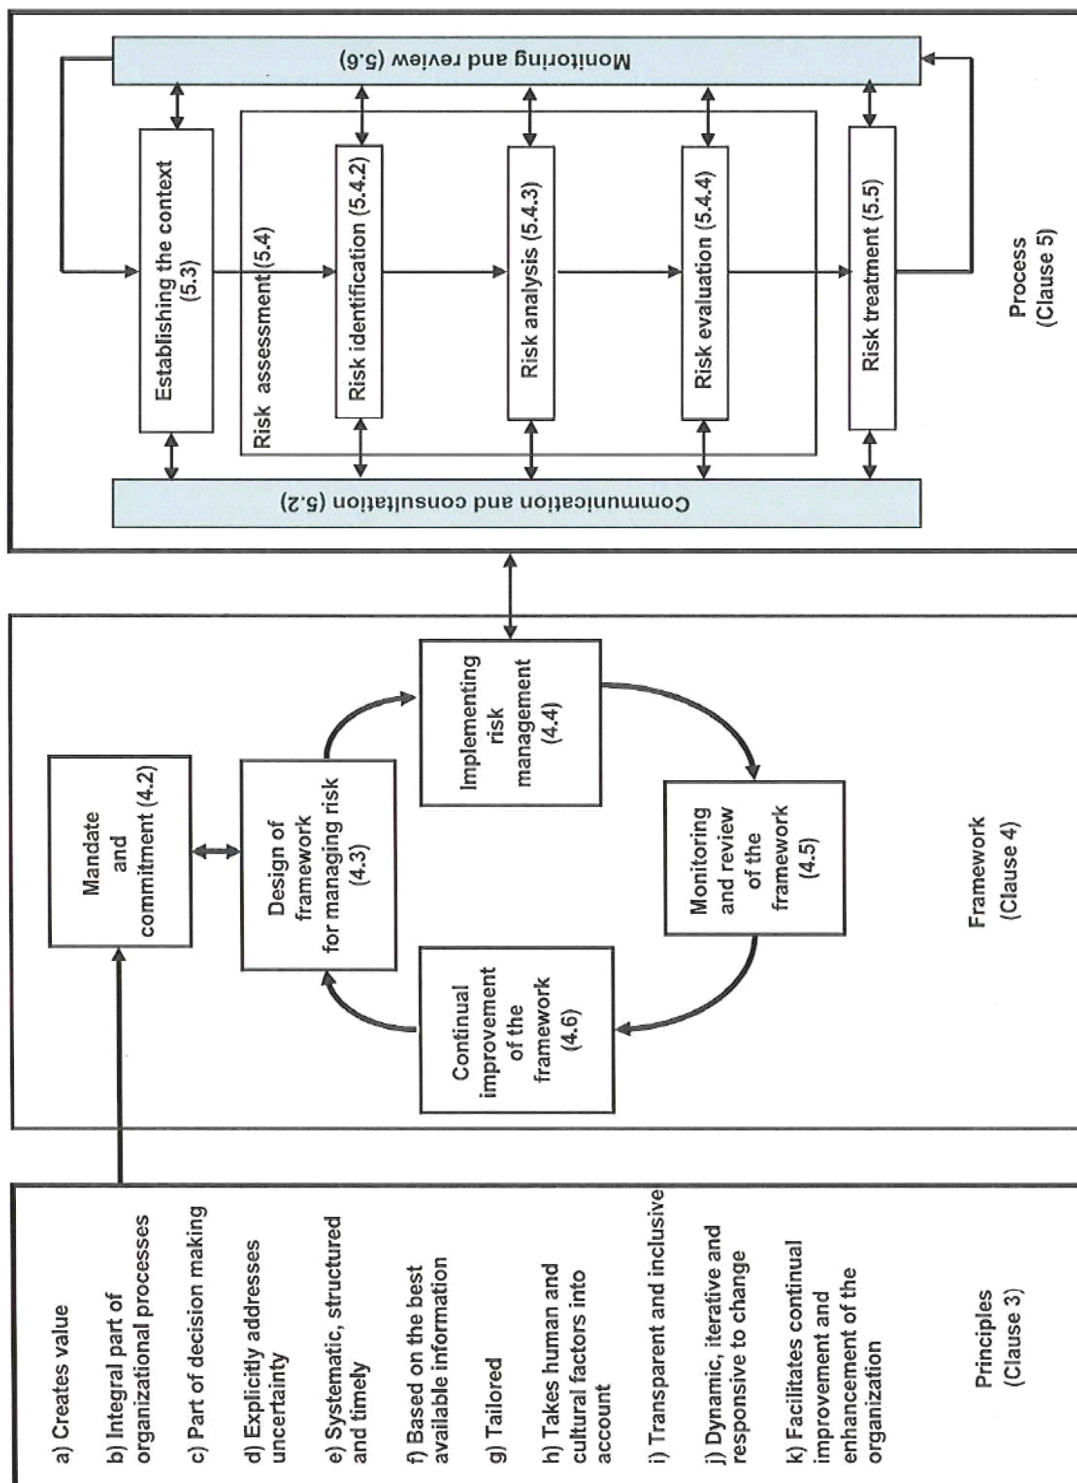 a) Creates value
b) Integral part of
organizational processes
c) Part of decision making
d) Explicitly addresses
uncertainty
e) Systematic, structured
and timely
f) Based on the best
available information
g) Tailored
h) Takes human and
cultural factors into
account
i) Transparent and inclusive
j) Dynamic, iterative and
responsive to change
k) Facilitates continual
improvement and
enhancement of the
organization
Principles
(Clause 3)
Mandate
and
commitment (4.2)
Design of
framework
for managing risk
(4.3)
Implementing
risk
management
(4.4)
Monitoring
and review
of the
framework
(4.5)
Continual
improvement
of the
framework
(4.6)
Framework
(Clause 4)
Communication and consultation (5.2)
Establishing the context
(5.3)
Risk assessment (5.4)
Risk identification (5.4.2)
Risk analysis (5.4.3)
Risk evaluation (5.4.4)
Risk treatment (5.5)
Monitoring and review (5.6)
Process
(Clause 5)